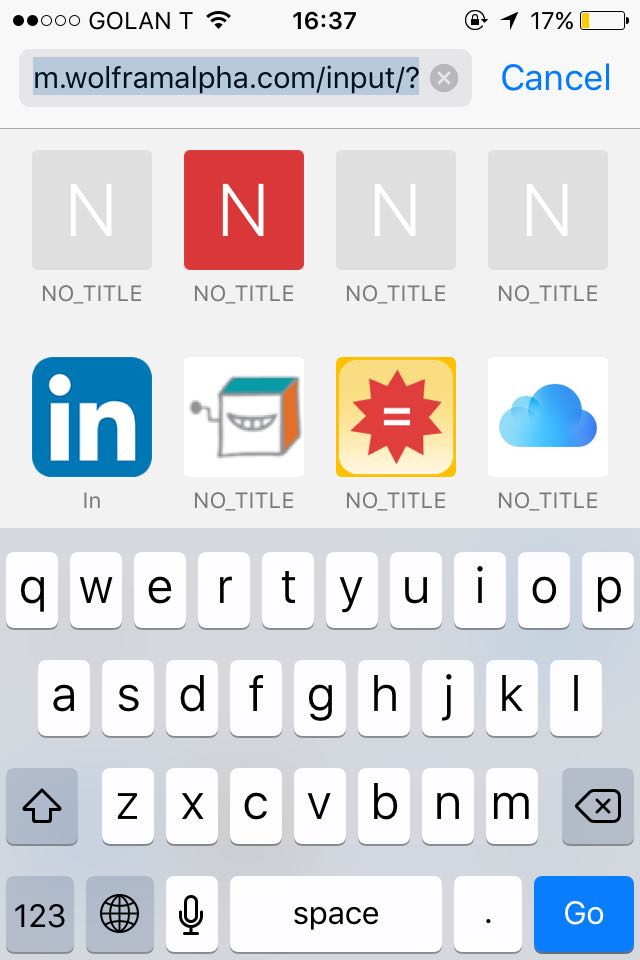 GOLAN T 16:37 17%
m.wolframalpha.com/input/? Cancel
N N N N
NO_TITLE NO_TITLE NO_TITLE NO_TITLE
in =
In NO_TITLE NO_TITLE NO_TITLE
q w e r t y u i o p
a s d f g h j k l
z x c v b n m
123 space . Go